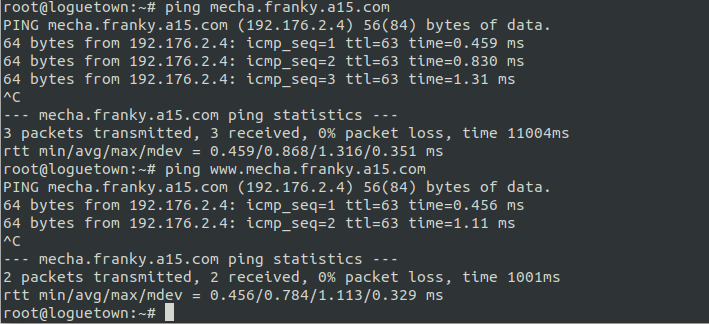 root@loguetown:~# ping mecha.franky.a15.com
PING mecha.franky.a15.com (192.176.2.4) 56(84) bytes of data.
64 bytes from 192.176.2.4: icmp_seq=1 ttl=63 time=0.459 ms
64 bytes from 192.176.2.4: icmp_seq=2 ttl=63 time=0.830 ms
64 bytes from 192.176.2.4: icmp_seq=3 ttl=63 time=1.31 ms
^C
--- mecha.franky.a15.com ping statistics ---
3 packets transmitted, 3 received, 0% packet loss, time 11004ms
rtt min/avg/max/mdev = 0.459/0.868/1.316/0.351 ms
root@loguetown:~# ping www.mecha.franky.a15.com
PING mecha.franky.a15.com (192.176.2.4) 56(84) bytes of data.
64 bytes from 192.176.2.4: icmp_seq=1 ttl=63 time=0.456 ms
64 bytes from 192.176.2.4: icmp_seq=2 ttl=63 time=1.11 ms
^C
--- mecha.franky.a15.com ping statistics ---
2 packets transmitted, 2 received, 0% packet loss, time 1001ms
rtt min/avg/max/mdev = 0.456/0.784/1.113/0.329 ms
root@loguetown:~#